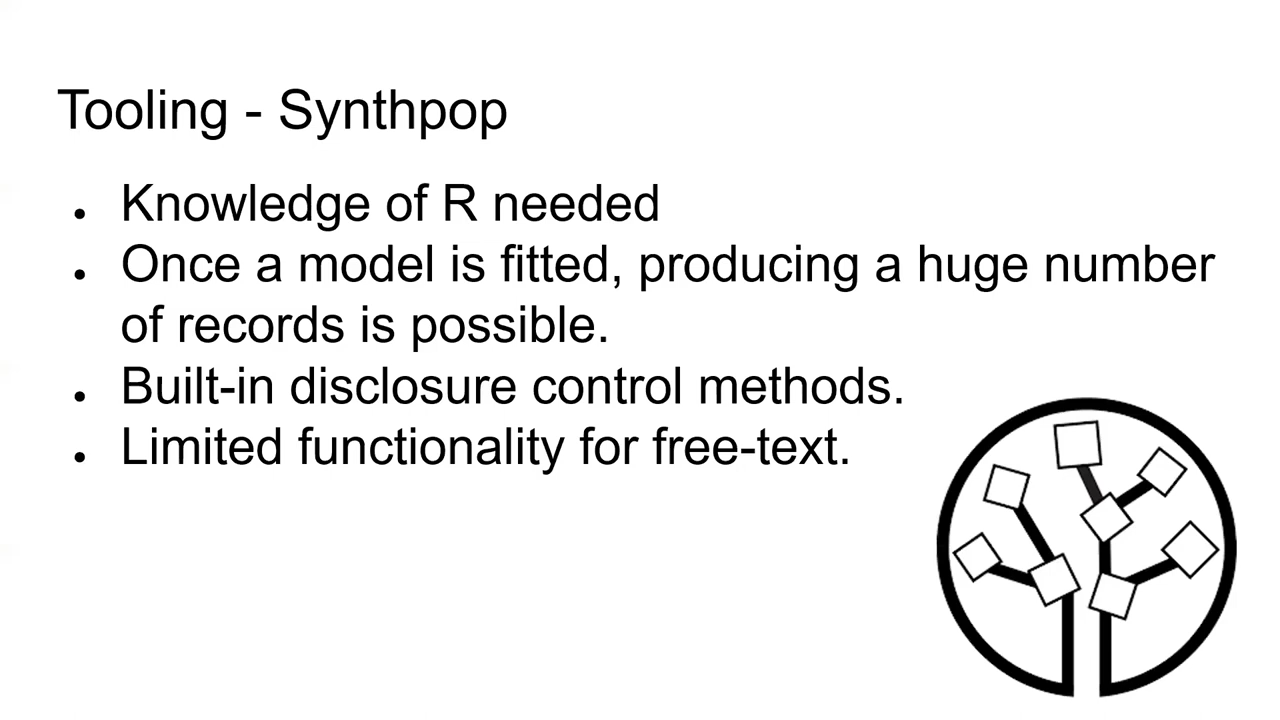 Tooling - Synthpop
• Knowledge of R needed
• Once a model is fitted, producing a huge number
of records is possible.
• Built-in disclosure control methods.
• Limited functionality for free-text.